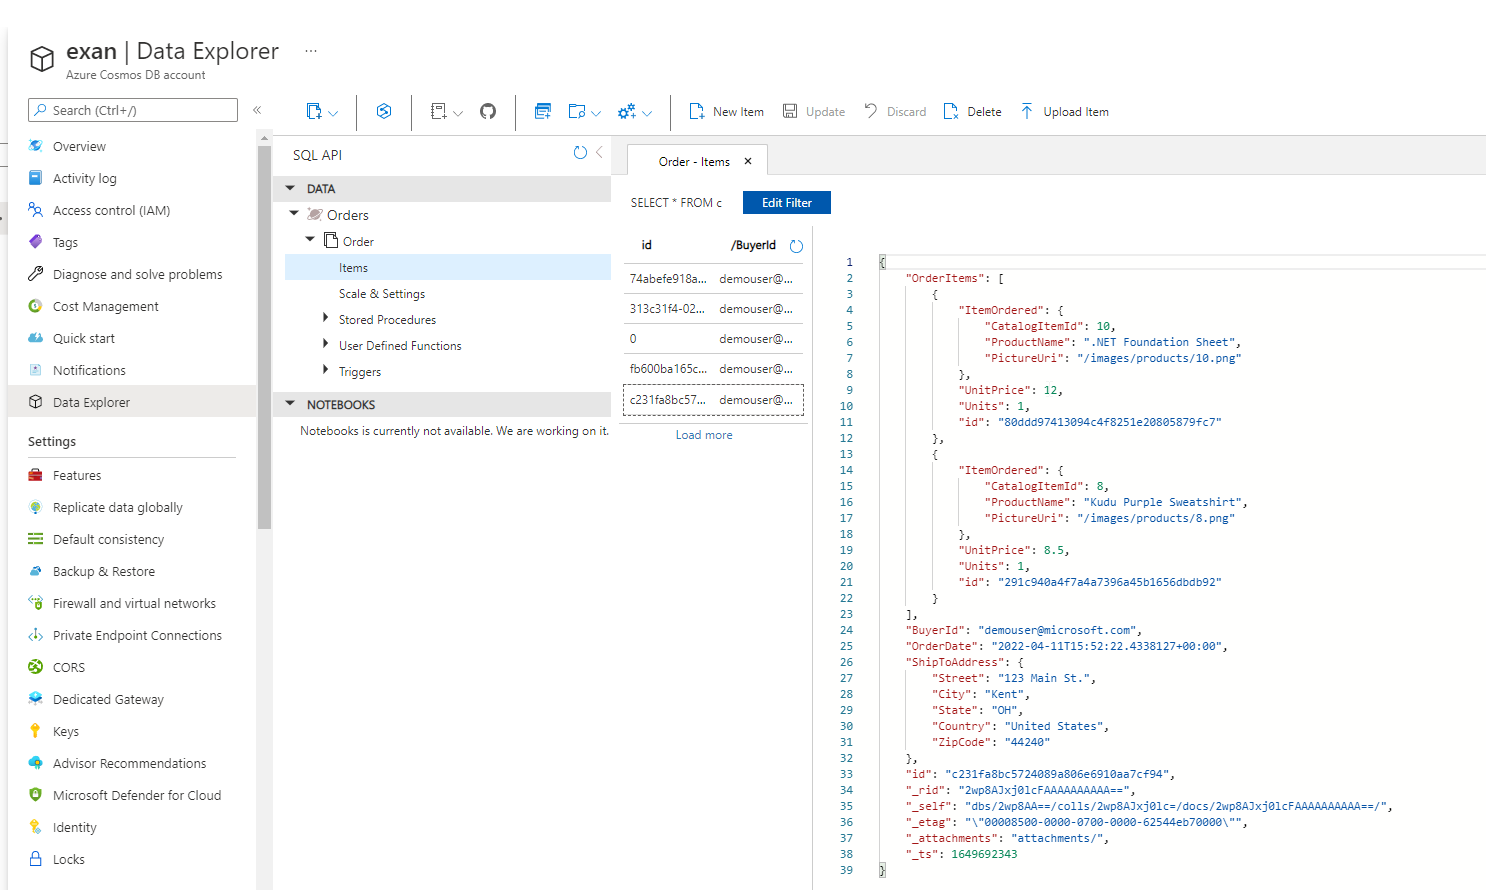 exan | Data Explorer ...
Azure Cosmos DB account
Search (Ctrl+/)
«
Overview
Activity log
Access control (IAM)
Tags
Diagnose and solve problems
Cost Management
Quick start
Notifications
Data Explorer
Settings
Features
Replicate data globally
Default consistency
Backup & Restore
Firewall and virtual networks
Private Endpoint Connections
CORS
Dedicated Gateway
Keys
Advisor Recommendations
Microsoft Defender for Cloud
Identity
Locks
New Item Update Discard Delete Upload Item
SQL API
DATA
Orders
Order
Items
Scale & Settings
Stored Procedures
User Defined Functions
Triggers
NOTEBOOKS
Notebooks is currently not available. We are working on it.
Order - Items
SELECT * FROM c Edit Filter
id /BuyerId
74abefe918a... demouser@...
313c31f4-02... demouser@...
0 demouser@...
fb600ba165c... demouser@...
c231fa8bc57... demouser@...
Load more
1 {
2 "OrderItems": [
3 {
4 "ItemOrdered": {
5 "CatalogItemId": 10,
6 "ProductName": ".NET Foundation Sheet",
7 "PictureUri": "/images/products/10.png"
8 },
9 "UnitPrice": 12,
10 "Units": 1,
11 "id": "80ddd97413094c4f8251e20805879fc7"
12 },
13 {
14 "ItemOrdered": {
15 "CatalogItemId": 8,
16 "ProductName": "Kudu Purple Sweatshirt",
17 "PictureUri": "/images/products/8.png"
18 },
19 "UnitPrice": 8.5,
20 "Units": 1,
21 "id": "291c940a4f7a4a7396a45b1656dbdb92"
22 }
23 ],
24 "BuyerId": "demouser@microsoft.com",
25 "OrderDate": "2022-04-11T15:52:22.4338127+00:00",
26 "ShipToAddress": {
27 "Street": "123 Main St.",
28 "City": "Kent",
29 "State": "OH",
30 "Country": "United States",
31 "ZipCode": "44240"
32 },
33 "id": "c231fa8bc5724089a806e6910aa7cf94",
34 "_rid": "2wp8AJxj0lcFAAAAAAAAAA==",
35 "_self": "dbs/2wp8AA==/colls/2wp8AJxj0lc=/docs/2wp8AJxj0lcFAAAAAAAAAA==/",
36 "_etag": "\"00008500-0000-0700-0000-62544eb70000\"",
37 "_attachments": "attachments/",
38 "_ts": 1649692343
39 }